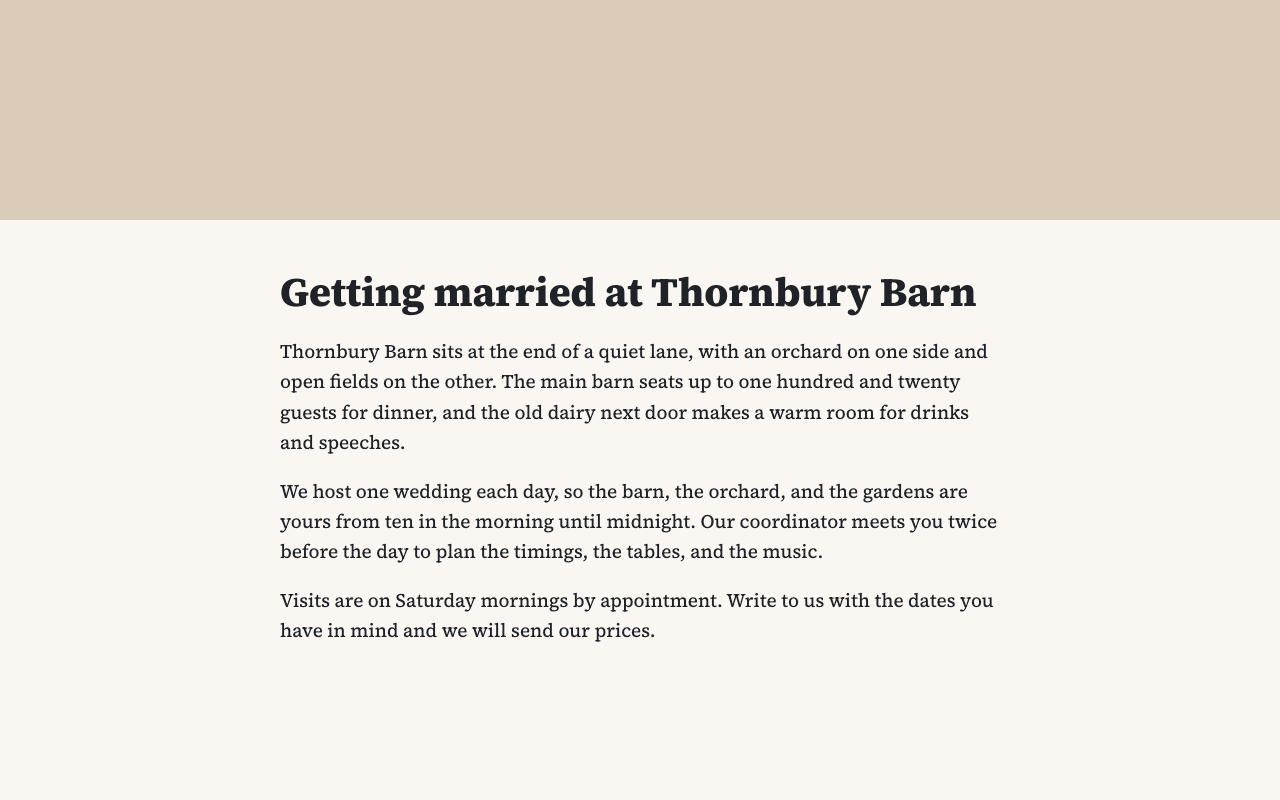 Getting married at Thornbury Barn
Thornbury Barn sits at the end of a quiet lane, with an orchard on one side and
open fields on the other. The main barn seats up to one hundred and twenty
guests for dinner, and the old dairy next door makes a warm room for drinks
and speeches.
We host one wedding each day, so the barn, the orchard, and the gardens are
yours from ten in the morning until midnight. Our coordinator meets you twice
before the day to plan the timings, the tables, and the music.
Visits are on Saturday mornings by appointment. Write to us with the dates you
have in mind and we will send our prices.